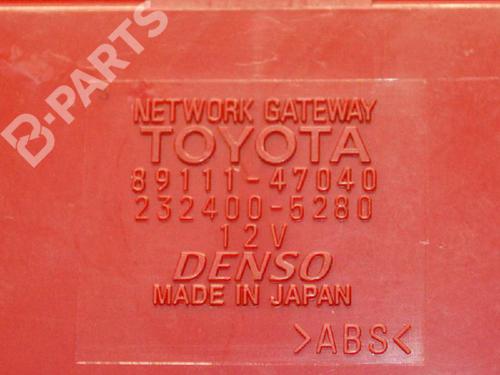 B-PARTS
NETWORK GATEWAY
TOYOTA
89111-47040
232400-5280
12V
DENSO
MADE IN JAPAN
>ABS<